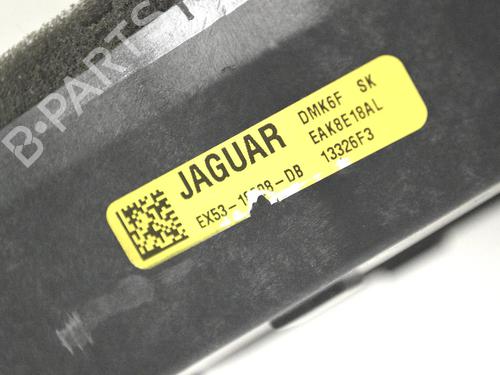 B-PARTS
JAGUAR
DMK6F SK
EAK8E18AL
13326F3